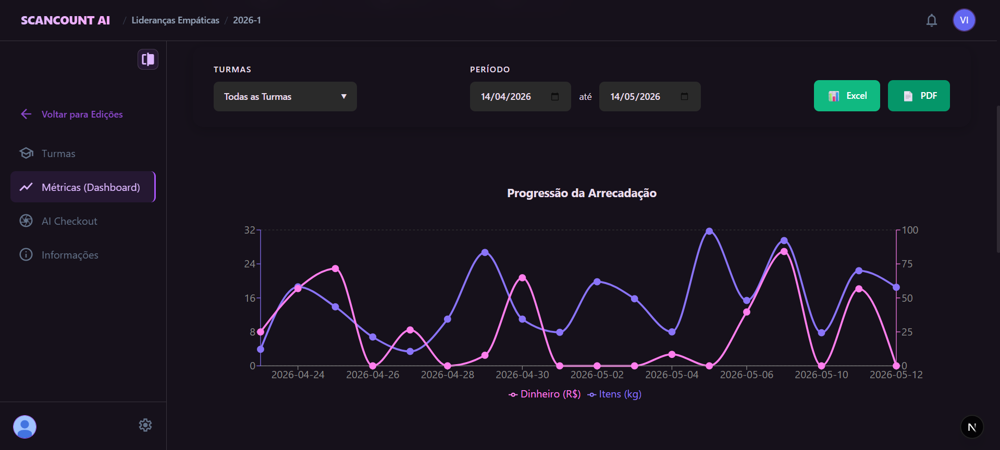 SCANCOUNT AI / Lideranças Empáticas / 2026-1
VI
TURMAS
Todas as Turmas ▼
PERÍODO
14/04/2026 até 14/05/2026
Excel
PDF
Voltar para Edições
Turmas
Métricas (Dashboard)
AI Checkout
Informações
Progressão da Arrecadação
32
24
16
8
0
100
75
50
25
0
2026-04-24 2026-04-26 2026-04-28 2026-04-30 2026-05-02 2026-05-04 2026-05-06 2026-05-10 2026-05-12
Dinheiro (R$) Itens (kg)
N